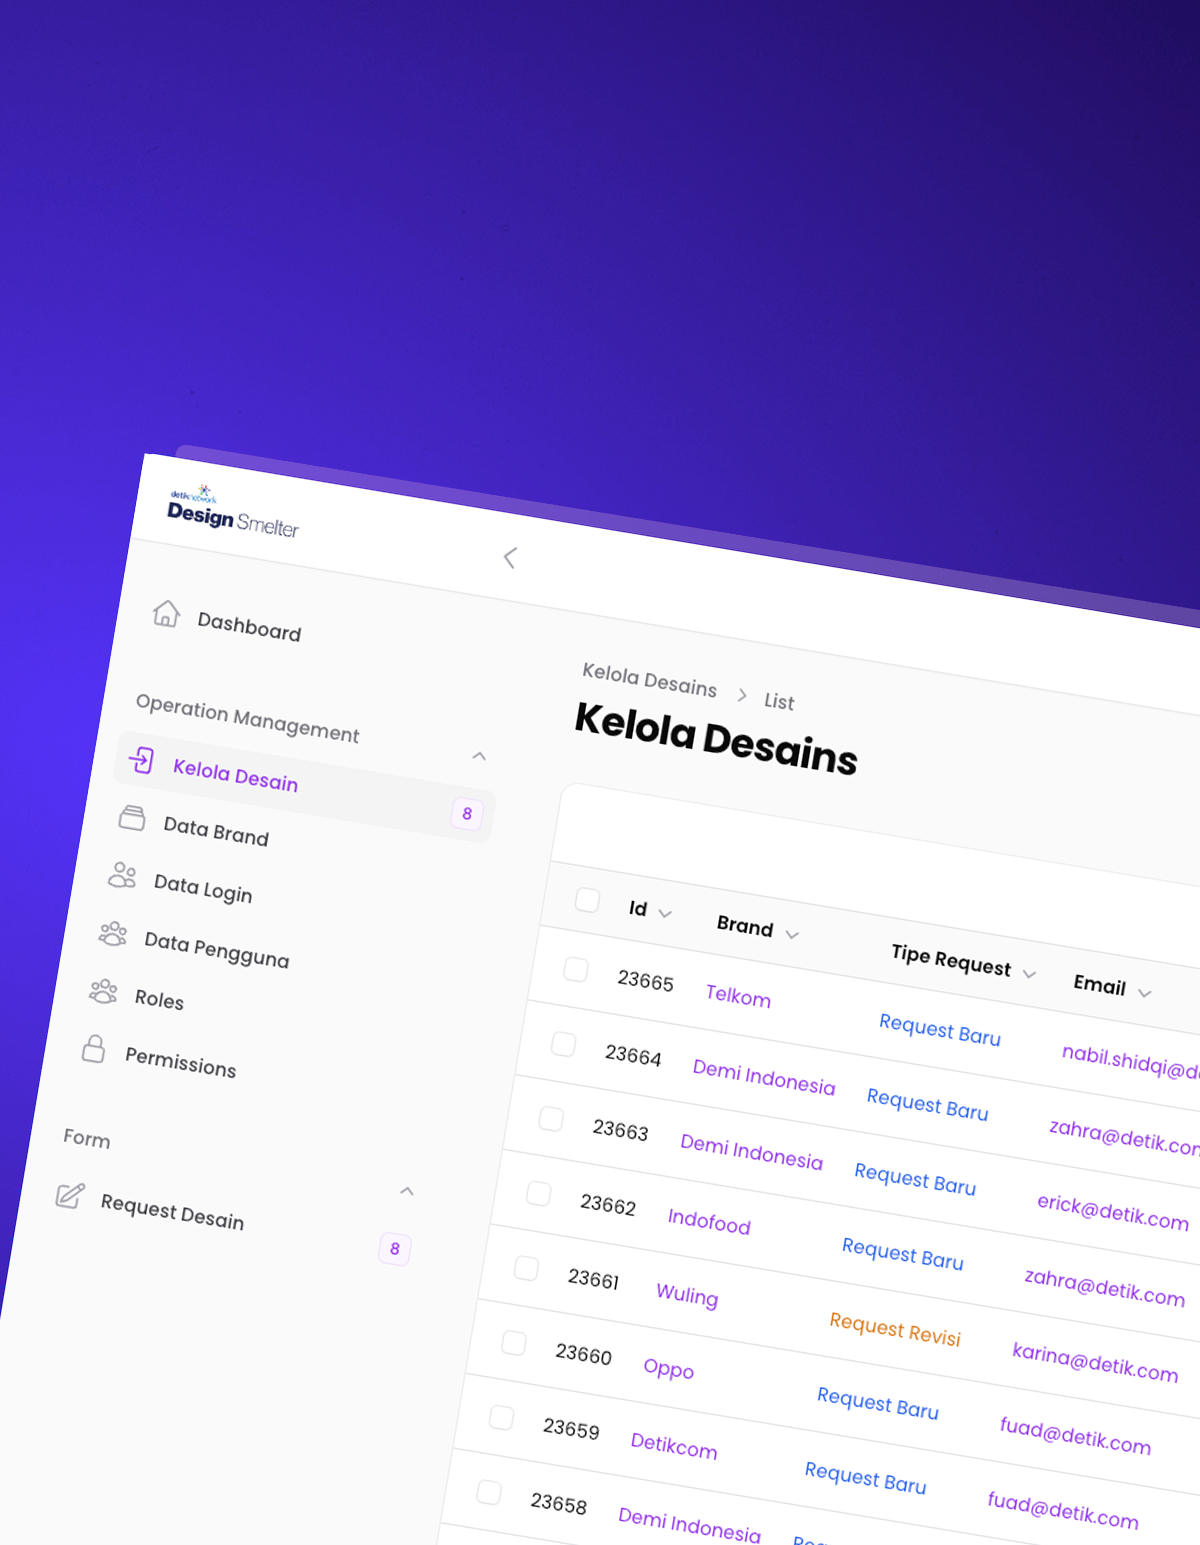 detiknetwork
Design Smelter
Dashboard
Operation Management
Kelola Desain 8
Data Brand
Data Login
Data Pengguna
Roles
Permissions
Form
Request Desain 8
Kelola Desains > List
Kelola Desains
Id Brand Tipe Request Email
23665 Telkom Request Baru nabil.shidqi@d
23664 Demi Indonesia Request Baru zahra@detik.com
23663 Demi Indonesia Request Baru erick@detik.com
23662 Indofood Request Baru zahra@detik.com
23661 Wuling Request Revisi karina@detik.com
23660 Oppo Request Baru fuad@detik.com
23659 Detikcom Request Baru fuad@detik.com
23658 Demi Indonesia